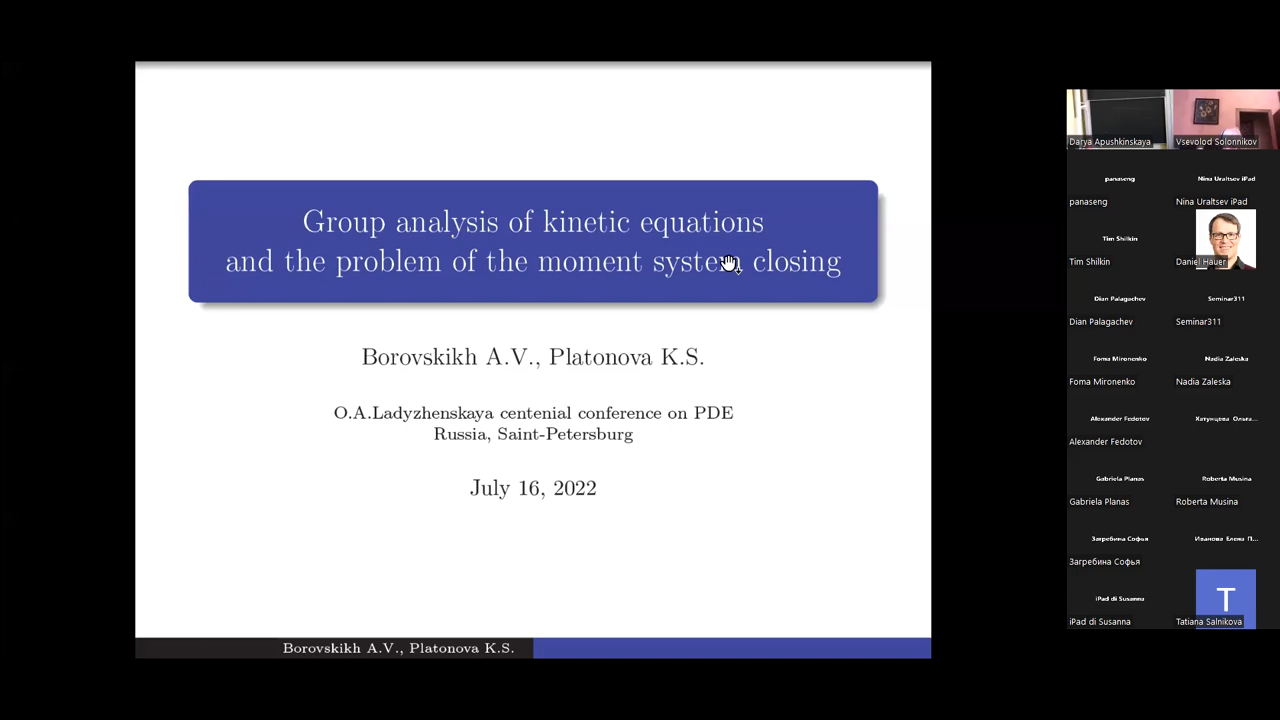 Group analysis of kinetic equations
and the problem of the moment system closing
Borovskikh A.V., Platonova K.S.
O.A.Ladyzhenskaya centenial conference on PDE
Russia, Saint-Petersburg
July 16, 2022
Borovskikh A.V., Platonova K.S.
Darya Apushkinskaya
Vsevolod Solonnikov
panaseng
Nina Uraltsev iPad
panaseng
Nina Uraltsev iPad
Tim Shilkin
Tim Shilkin
Daniel Hauer
Dian Palagachev
Seminar311
Dian Palagachev
Seminar311
Foma Mironenko
Nadia Zaleska
Foma Mironenko
Nadia Zaleska
Alexander Fedotov
Хатунцова Ольга...
Alexander Fedotov
Gabriela Planas
Roberta Musina
Gabriela Planas
Roberta Musina
Загребина Софья
Иванова Елена П...
Загребина Софья
iPad di Susanna
T
iPad di Susanna
Tatiana Salnikova